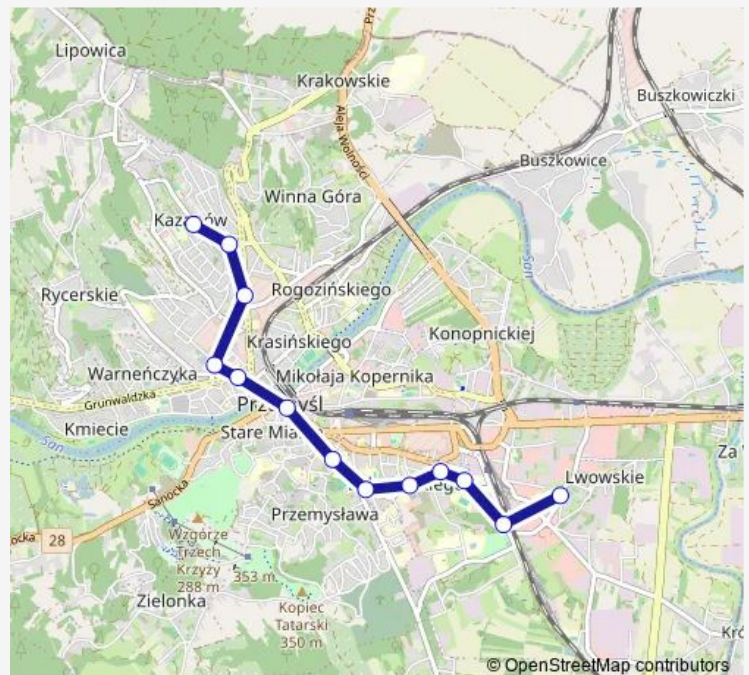 Lipowica
Krakowskie
Buszkowiczki
Aleja Wolności
Buszkowice
Winna Góra
Rycerskie
Rogozińskiego
San
Krasińskiego
Konopnickiej
Warneńczyka
Mikołaja Kopernika
Grunwaldzka
Kmiecie
San
Stare
Sanocka
Lwowskie
28
Przemysława
Wzgórze
Trzech
Krzyży
288 m
353 m
Zielonka
Kopiec
Tatarski
350 m
© OpenStreetMap contributors